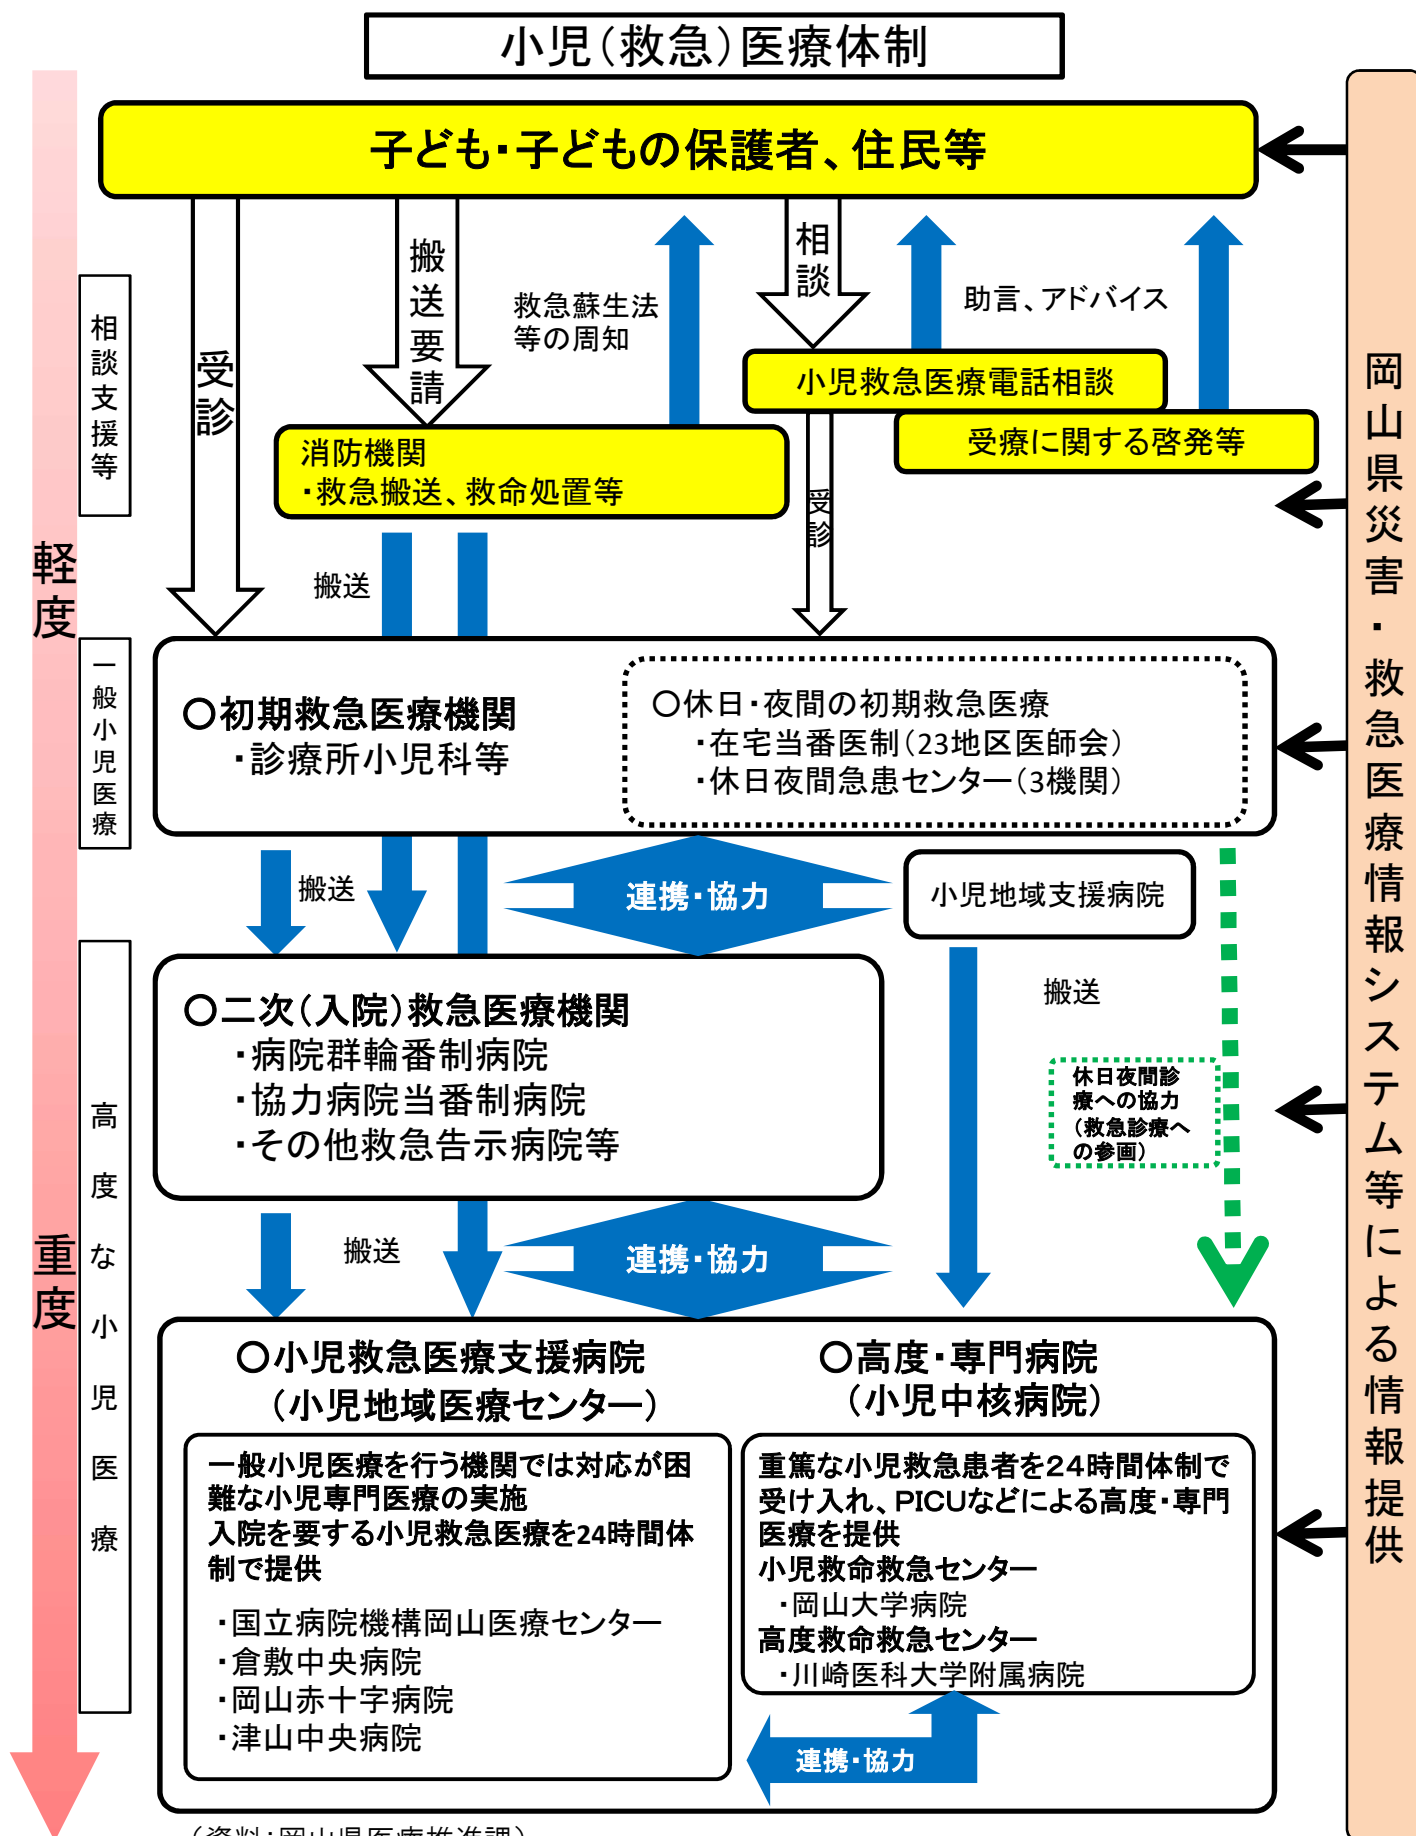 小児（救急）医療体制
子ども・子どもの保護者、住民等
受診
搬送要請
救急蘇生法
等の周知
相談
助言、アドバイス
相談支援等
小児救急医療電話相談
受療に関する啓発等
消防機関
・救急搬送、救命処置等
受診
搬送
軽度
一般小児医療
○初期救急医療機関
・診療所小児科等
○休日・夜間の初期救急医療
・在宅当番医制（23地区医師会）
・休日夜間急患センター（3機関）
搬送
連携・協力
小児地域支援病院
○二次（入院）救急医療機関
・病院群輪番制病院
・協力病院当番制病院
・その他救急告示病院等
搬送
休日夜間診
療への協力
（救急診療へ
の参画）
高度な小児医療
重度
搬送
連携・協力
○小児救急医療支援病院
（小児地域医療センター）
一般小児医療を行う機関では対応が困
難な小児専門医療の実施
入院を要する小児救急医療を24時間体
制で提供
・国立病院機構岡山医療センター
・倉敷中央病院
・岡山赤十字病院
・津山中央病院
○高度・専門病院
（小児中核病院）
重篤な小児救急患者を２４時間体制で
受け入れ、PICUなどによる高度・専門
医療を提供
小児救命救急センター
・岡山大学病院
高度救命救急センター
・川崎医科大学附属病院
連携・協力
岡山県災害・救急医療情報システム等による情報提供
（資料：岡山県医療推進課）